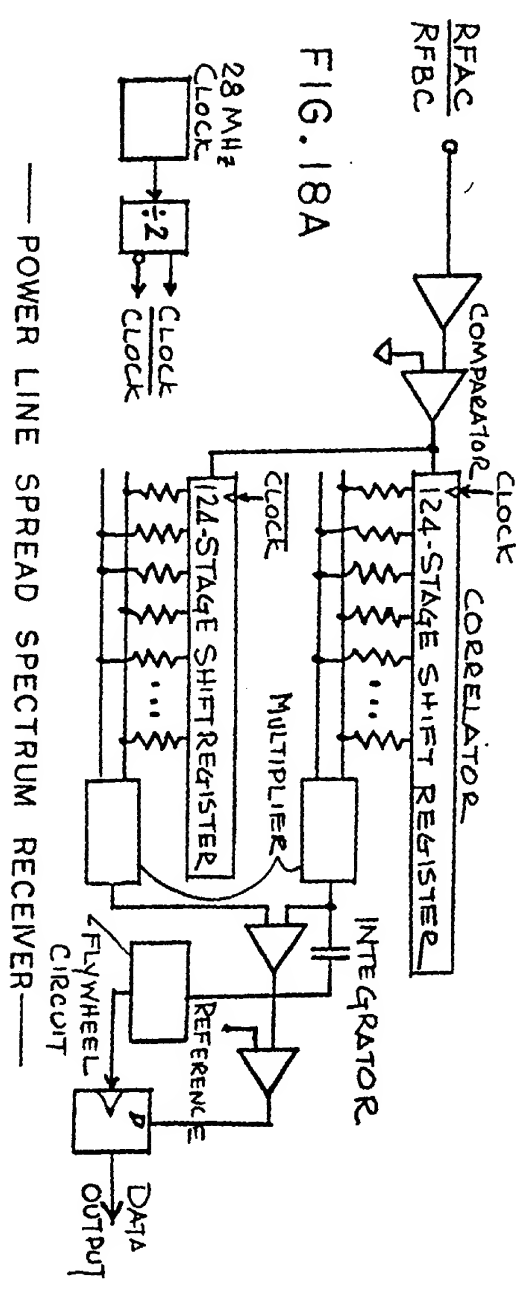 RFAC
RFBC
COMPARATOR
CLOCK
CORRELATOR
124-STAGE SHIFT REGISTER
CLOCK
124-STAGE SHIFT REGISTER
MULTIPLIER
INTEGRATOR
REFERENCE
FLYWHEEL
CIRCUIT
D
DATA
OUTPUT
FIG. 18A
28 MHz
CLOCK
÷2
CLOCK
CLOCK
— POWER LINE SPREAD SPECTRUM RECEIVER —